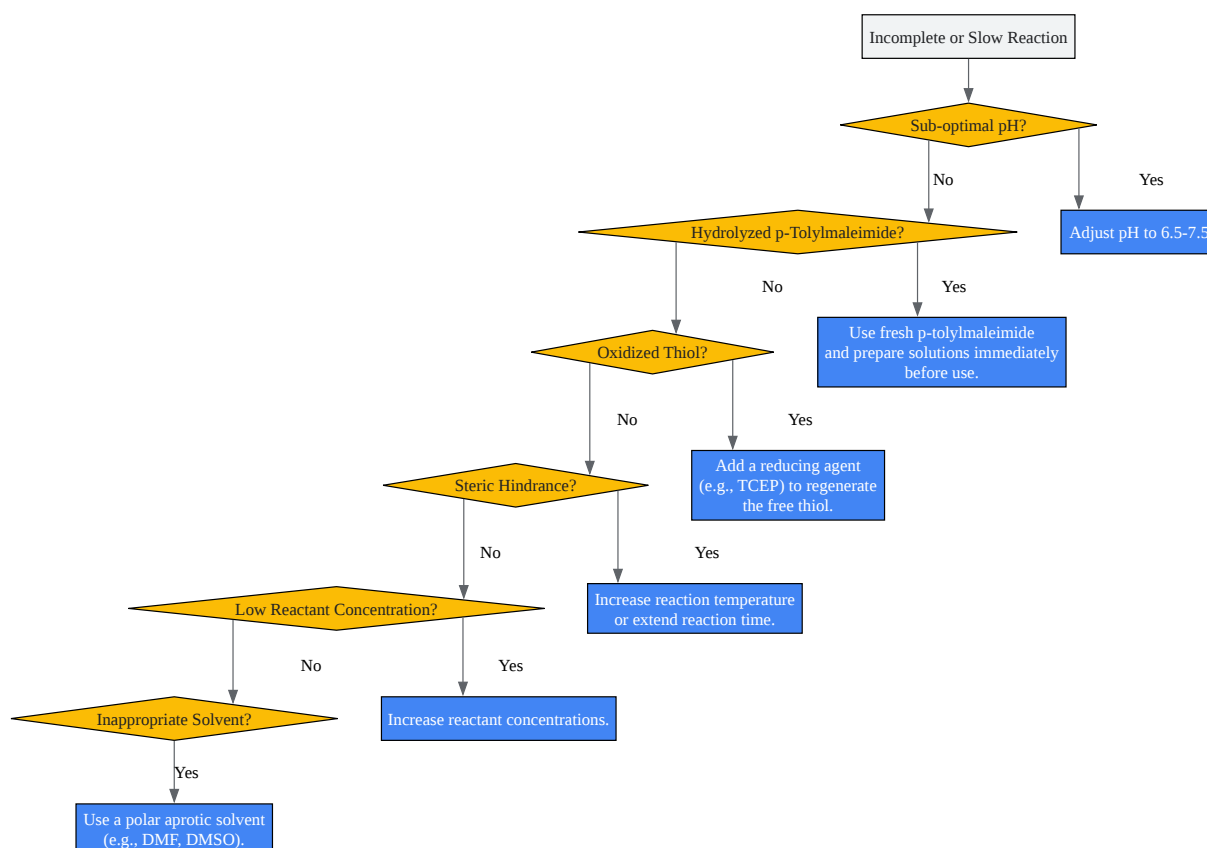 Incomplete or Slow Reaction
Sub-optimal pH?
No
Yes
Hydrolyzed p-Tolylmaleimide?
Adjust pH to 6.5-7.5
No
Yes
Use fresh p-tolylmaleimide
and prepare solutions immediately
before use.
Oxidized Thiol?
No
Yes
Add a reducing agent
(e.g., TCEP) to regenerate
the free thiol.
Steric Hindrance?
No
Yes
Increase reaction temperature
or extend reaction time.
Low Reactant Concentration?
No
Yes
Increase reactant concentrations.
Inappropriate Solvent?
Yes
Use a polar aprotic solvent
(e.g., DMF, DMSO).